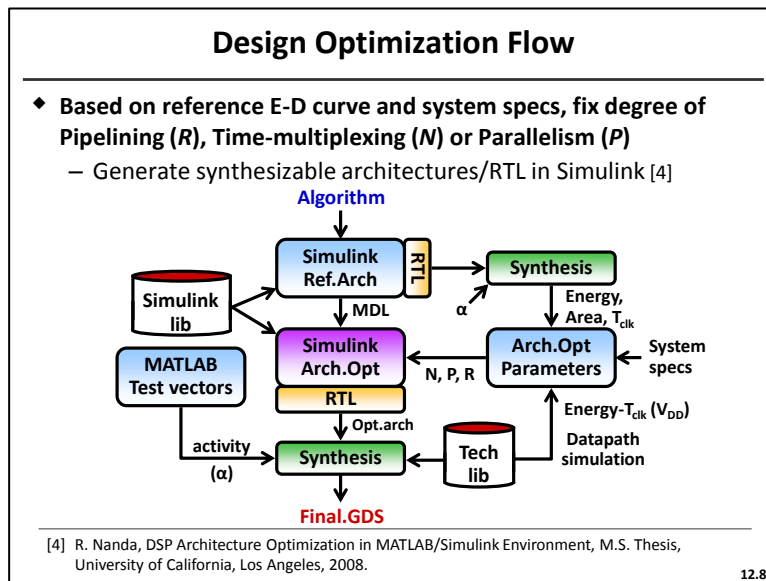 Design Optimization Flow
◆ Based on reference E-D curve and system specs, fix degree of
Pipelining (R), Time-multiplexing (N) or Parallelism (P)
– Generate synthesizable architectures/RTL in Simulink [4]
Algorithm
Simulink
Ref.Arch
RTL
Synthesis
α
Simulink
lib
MDL
Energy,
Area, Tclk
MATLAB
Test vectors
Simulink
Arch.Opt
RTL
N, P, R
Arch.Opt
Parameters
System
specs
Opt.arch
Energy-Tclk (VDD)
Datapath
simulation
activity
(α)
Synthesis
Tech
lib
Final.GDS
[4] R. Nanda, DSP Architecture Optimization in MATLAB/Simulink Environment, M.S. Thesis,
University of California, Los Angeles, 2008.
12.8